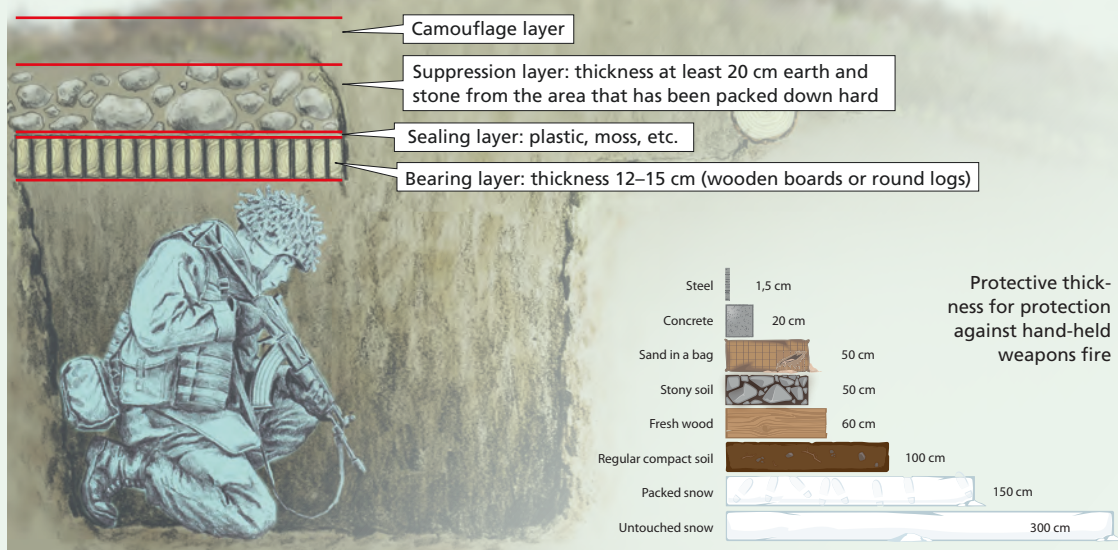 Camouflage layer
Suppression layer: thickness at least 20 cm earth and
stone from the area that has been packed down hard
Sealing layer: plastic, moss, etc.
Bearing layer: thickness 12–15 cm (wooden boards or round logs)
Protective thick-
ness for protection
against hand-held
weapons fire
Steel 1,5 cm
Concrete 20 cm
Sand in a bag 50 cm
Stony soil 50 cm
Fresh wood 60 cm
Regular compact soil 100 cm
Packed snow 150 cm
Untouched snow 300 cm